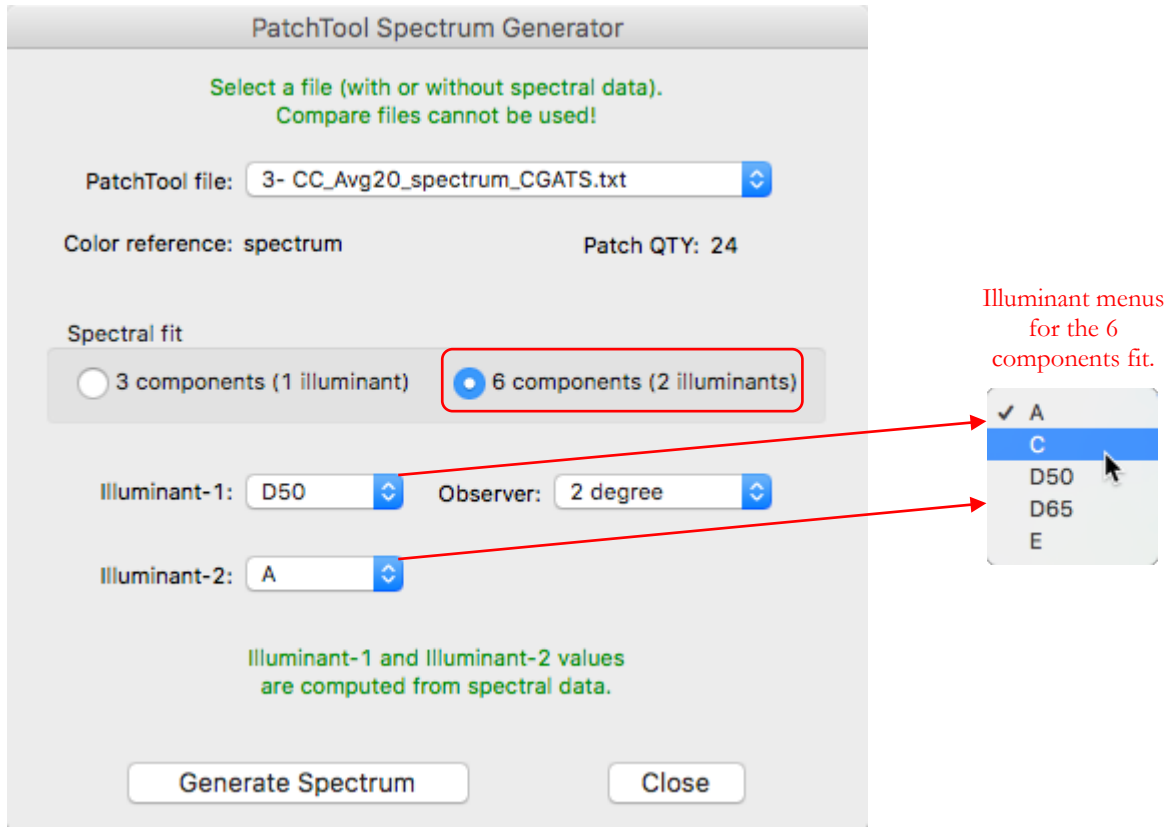 PatchTool Spectrum Generator
Select a file (with or without spectral data).
Compare files cannot be used!
PatchTool file: 3- CC_Avg20_spectrum_CGATS.txt
Color reference: spectrum Patch QTY: 24
Spectral fit
3 components (1 illuminant) 6 components (2 illuminants)
Illuminant-1: D50 Observer: 2 degree
Illuminant-2: A
Illuminant-1 and Illuminant-2 values
are computed from spectral data.
Generate Spectrum Close
Illuminant menus
for the 6
components fit.
✓ A
C
D50
D65
E